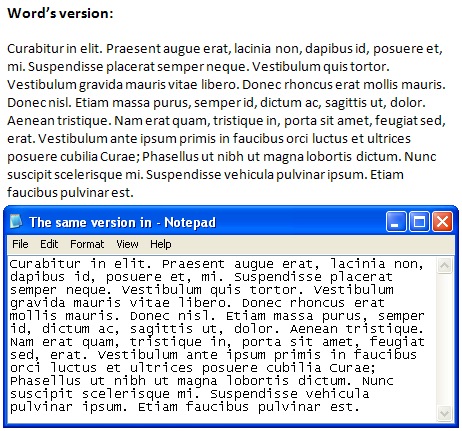 Word's version:
Curabitur in elit. Praesent augue erat, lacinia non, dapibus id, posuere et,
mi. Suspendisse placerat semper neque. Vestibulum quis tortor.
Vestibulum gravida mauris vitae libero. Donec rhoncus erat mollis mauris.
Donec nisl. Etiam massa purus, semper id, dictum ac, sagittis ut, dolor.
Aenean tristique. Nam erat quam, tristique in, porta sit amet, feugiat sed,
erat. Vestibulum ante ipsum primis in faucibus orci luctus et ultrices
posuere cubilia Curae; Phasellus ut nibh ut magna lobortis dictum. Nunc
suscipit scelerisque mi. Suspendisse vehicula pulvinar ipsum. Etiam
faucibus pulvinar est.
The same version in - Notepad
File Edit Format View Help
Curabitur in elit. Praesent augue erat, lacinia non,
dapibus id, posuere et, mi. Suspendisse placerat
semper neque. Vestibulum quis tortor. Vestibulum
gravida mauris vitae libero. Donec rhoncus erat
mollis mauris. Donec nisl. Etiam massa purus, semper
id, dictum ac, sagittis ut, dolor. Aenean tristique.
Nam erat quam, tristique in, porta sit amet, feugiat
sed, erat. Vestibulum ante ipsum primis in faucibus
orci luctus et ultrices posuere cubilia Curae;
Phasellus ut nibh ut magna lobortis dictum. Nunc
suscipit scelerisque mi. Suspendisse vehicula
pulvinar ipsum. Etiam faucibus pulvinar est.